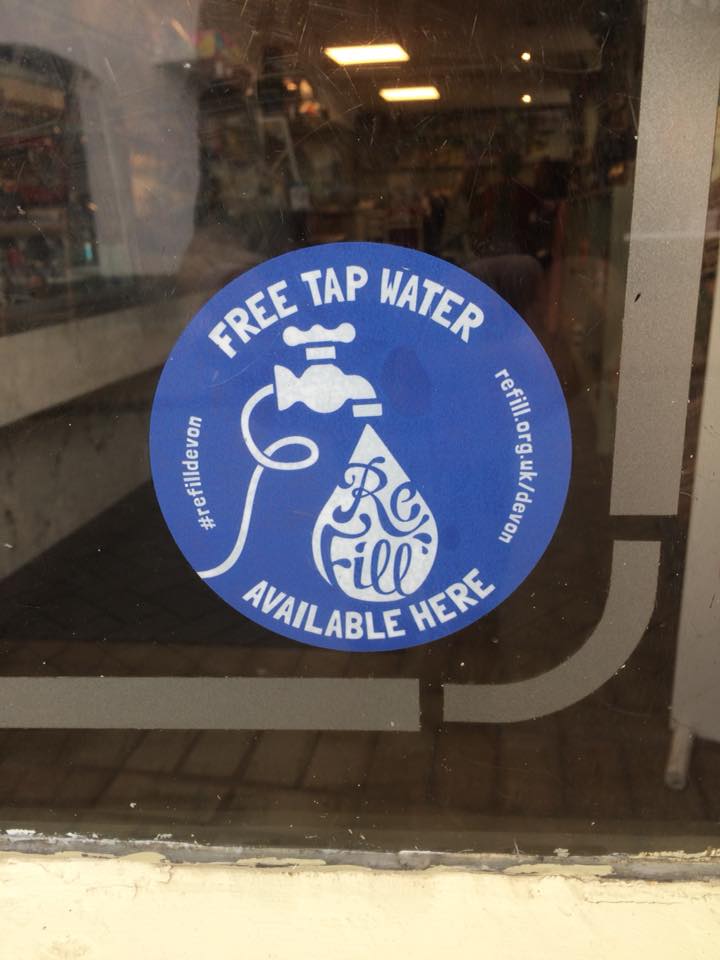 FREE TAP WATER
#refilldevon
refill.org.uk/devon
Re
fill
AVAILABLE HERE